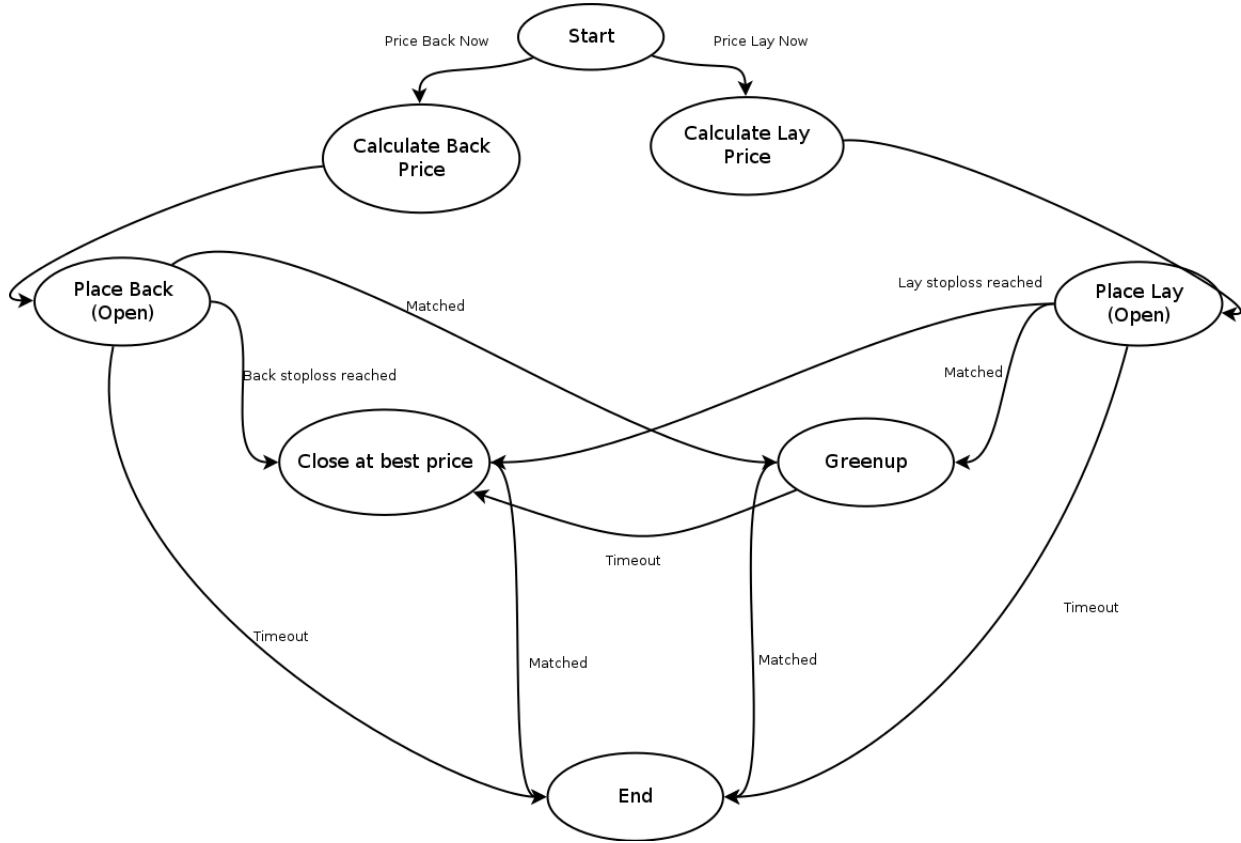 Start
Price Back Now
Price Lay Now
Calculate Back
Price
Calculate Lay
Price
Place Back
(Open)
Place Lay
(Open)
Lay stoploss reached
Matched
Back stoploss reached
Matched
Close at best price
Greenup
Timeout
Timeout
Timeout
Matched
Matched
End